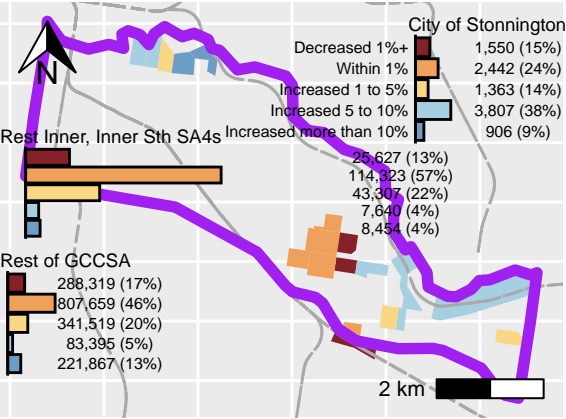 City of Stonnington
Decreased 1%+ 1,550 (15%)
Within 1% 2,442 (24%)
Increased 1 to 5% 1,363 (14%)
Increased 5 to 10% 3,807 (38%)
Increased more than 10% 906 (9%)
N
Rest Inner, Inner Sth SA4s
25,627 (13%)
114,323 (57%)
43,307 (22%)
7,640 (4%)
8,454 (4%)
Rest of GCCSA
288,319 (17%)
807,659 (46%)
341,519 (20%)
83,395 (5%)
221,867 (13%)
2 km